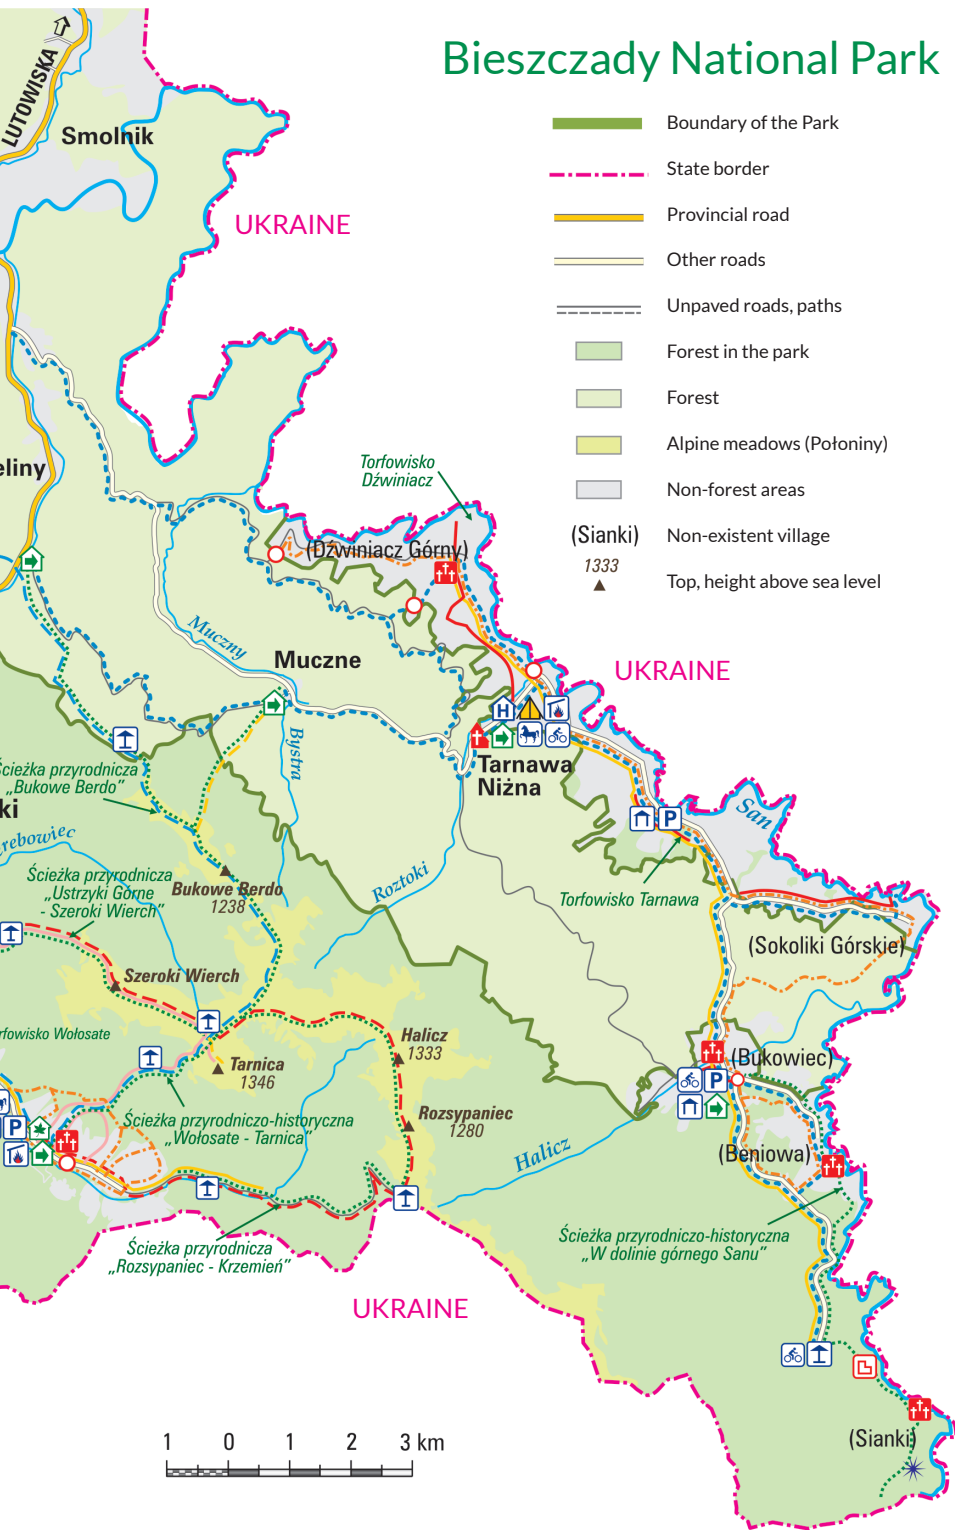 Bieszczady National Park
Boundary of the Park
State border
Provincial road
Other roads
Unpaved roads, paths
Forest in the park
Forest
Alpine meadows (Połoniny)
Non-forest areas
(Sianki)
Non-existent village
1333
Top, height above sea level
LUTOWISKA
Smolnik
UKRAINE
eliny
Torfowisko
Dźwiniacz
(Dźwiniacz Górny)
Muczny
Muczne
UKRAINE
H
Bystra
Tarnawa
Niżna
Ścieżka przyrodnicza
„Bukowe Berdo”
ki
rebowiec
San
P
Ścieżka przyrodnicza
„Ustrzyki Górne
- Szeroki Wierch”
Bukowe Berdo
1238
Roztoki
Torfowisko Tarnawa
(Sokoliki Górskie)
Szeroki Wierch
rfowisko Wołosate
Halicz
1333
Tarnica
1346
(Bukowiec)
P
Rozsypaniec
1280
Ścieżka przyrodniczo-historyczna
„Wołosate - Tarnica”
P
Halicz
(Beniowa)
Ścieżka przyrodnicza
„Rozsypaniec - Krzemień”
Ścieżka przyrodniczo-historyczna
„W dolinie górnego Sanu”
UKRAINE
1 0 1 2 3 km
(Sianki)